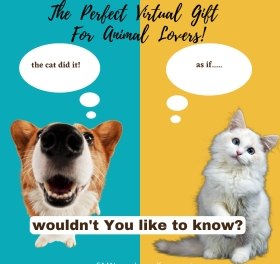 The Perfect Virtual Gift
For Animal Lovers!
the cat did it!
as if.....
wouldn't You like to know?